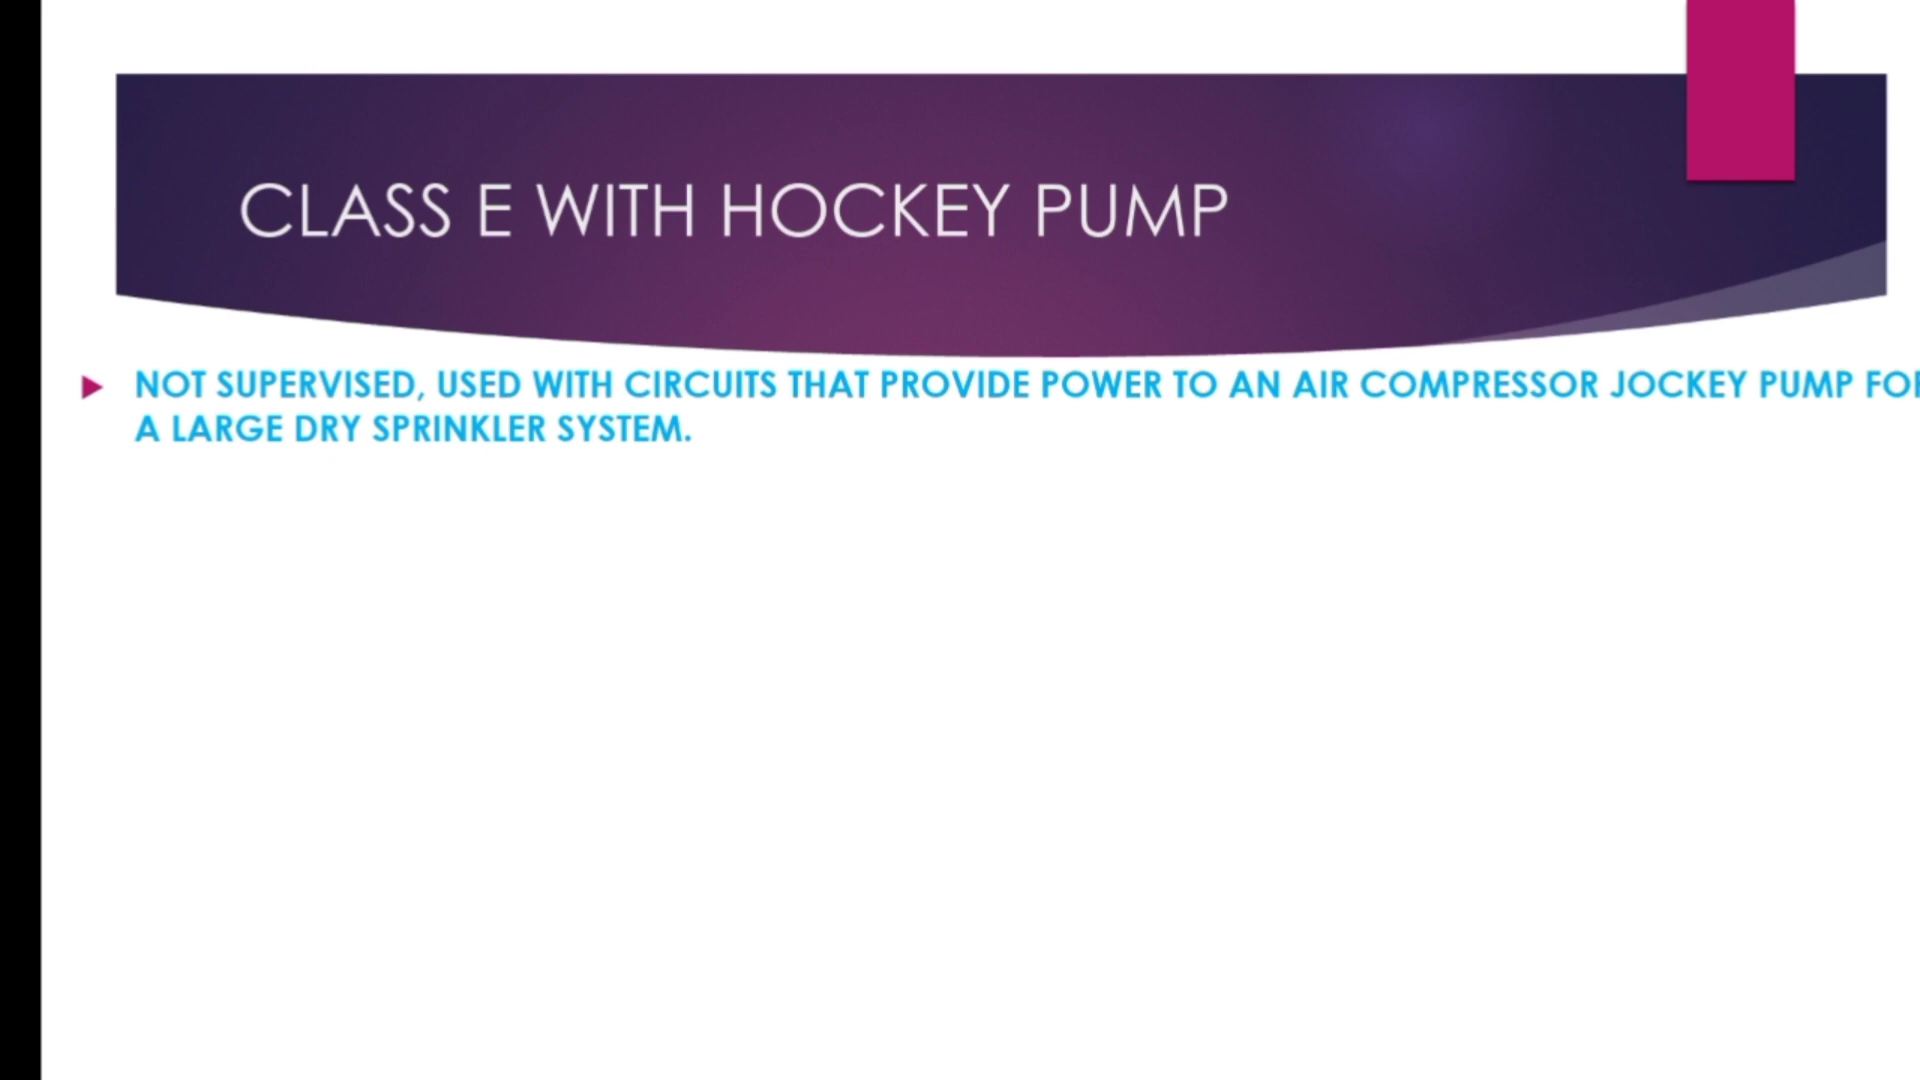 CLASS E WITH HOCKEY PUMP
NOT SUPERVISED, USED WITH CIRCUITS THAT PROVIDE POWER TO AN AIR COMPRESSOR JOCKEY PUMP FOR
A LARGE DRY SPRINKLER SYSTEM.